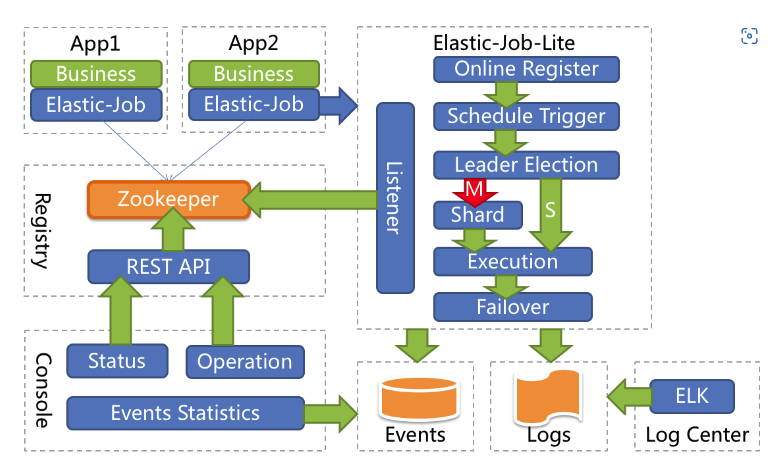 App1
Business
Elastic-Job
App2
Business
Elastic-Job
Elastic-Job-Lite
Online Register
Schedule Trigger
Leader Election
M
S
Shard
Execution
Failover
Listener
Registry
Zookeeper
REST API
Console
Status
Operation
Events Statistics
Events
Logs
ELK
Log Center